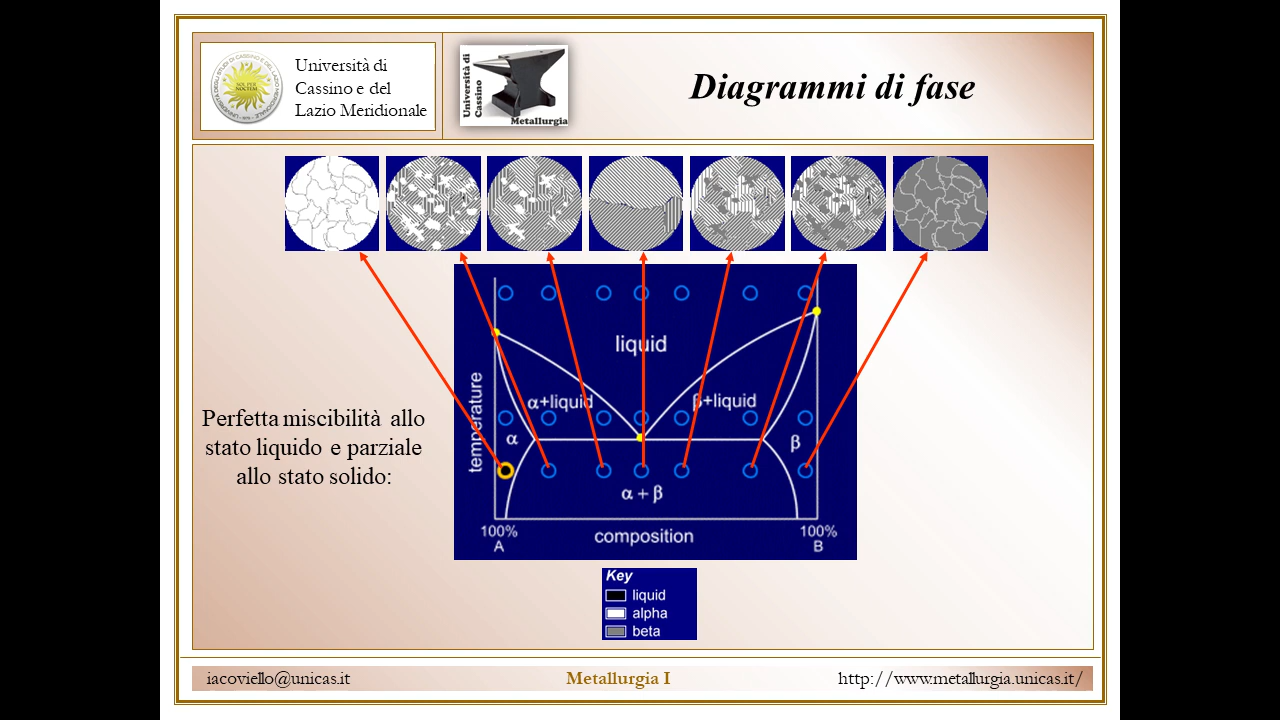 Università di
Cassino e del
Lazio Meridionale
Università di
Cassino
Metallurgia
Diagrammi di fase
Perfetta miscibilità allo
stato liquido e parziale
allo stato solido:
temperature
liquid
α+liquid
β+liquid
α
β
α + β
100%
A
composition
100%
B
Key
liquid
alpha
beta
iacoviello@unicas.it
Metallurgia I
http://www.metallurgia.unicas.it/